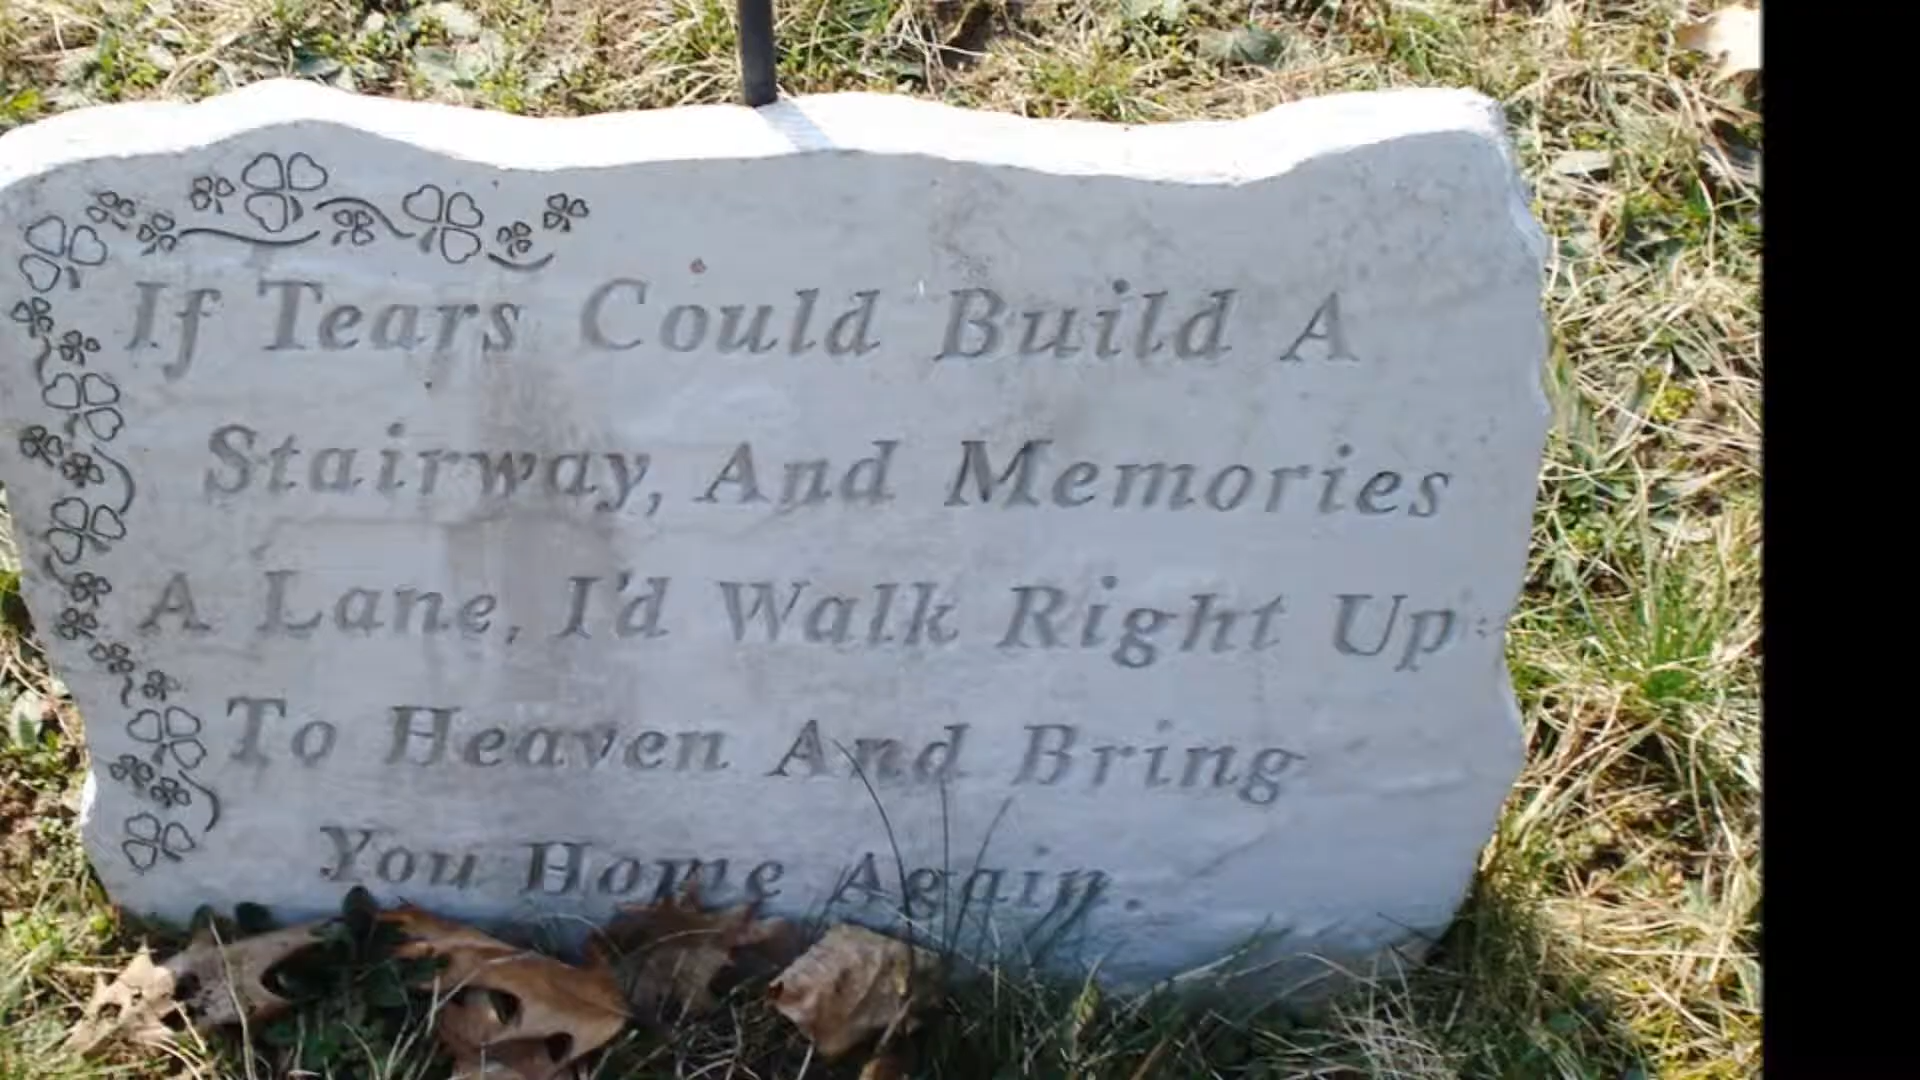 If Tears Could Build A
Stairway, And Memories
A Lane, I'd Walk Right Up
To Heaven And Bring
You Home Again.